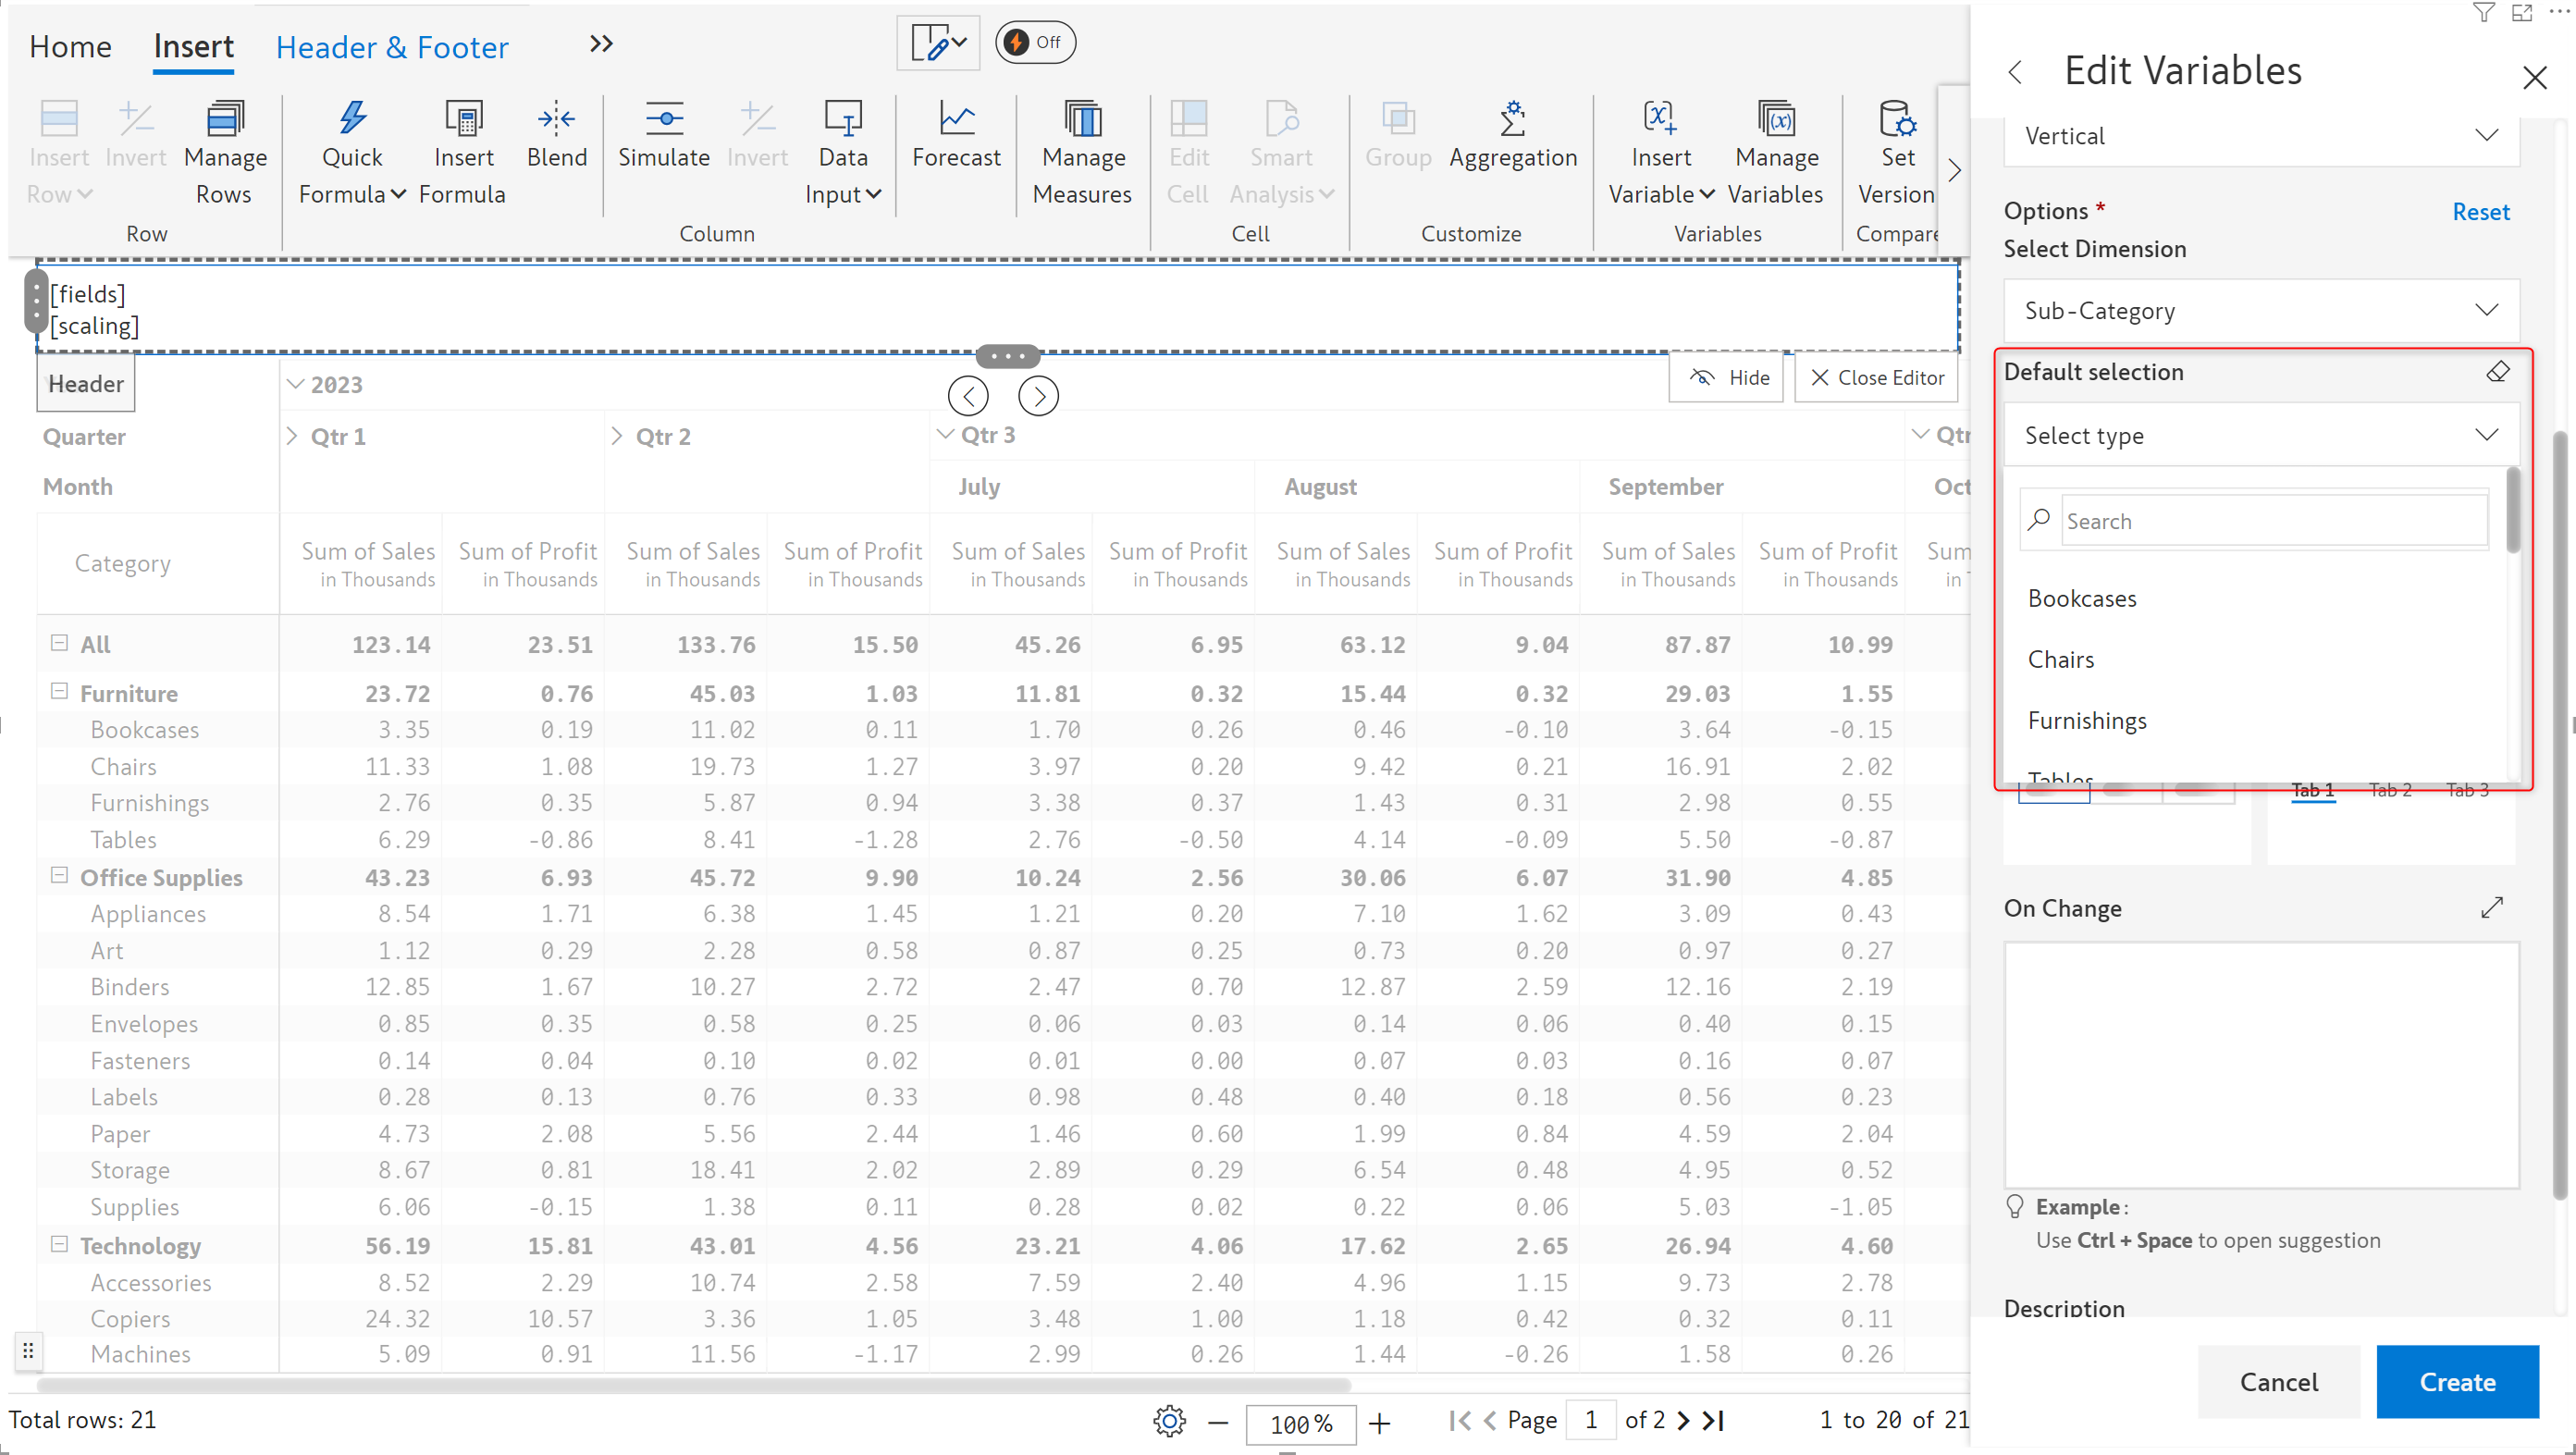 Home Insert Header & Footer Off
Insert Row Invert Manage Rows Quick Formula Insert Formula Blend Simulate Invert Data Input Forecast Manage Measures Edit Cell Smart Analysis Group Aggregation Insert Variable Manage Variables Set Version
Row Column Cell Customize Variables Compare
[fields]
[scaling]
Header 2023 Hide Close Editor
Quarter Qtr 1 Qtr 2 Qtr 3
Month July August September
Category Sum of Sales Sum of Profit Sum of Sales Sum of Profit Sum of Sales Sum of Profit Sum of Sales Sum of Profit Sum of Sales Sum of Profit Sum
in Thousands in Thousands in Thousands in Thousands in Thousands in Thousands in Thousands in Thousands in Thousands in Thousands in
All 123.14 23.51 133.76 15.50 45.26 6.95 63.12 9.04 87.87 10.99
Furniture 23.72 0.76 45.03 1.03 11.81 0.32 15.44 0.32 29.03 1.55
Bookcases 3.35 0.19 11.02 0.11 1.70 0.26 0.46 -0.10 3.64 -0.15
Chairs 11.33 1.08 19.73 1.27 3.97 0.20 9.42 0.21 16.91 2.02
Furnishings 2.76 0.35 5.87 0.94 3.38 0.37 1.43 0.31 2.98 0.55
Tables 6.29 -0.86 8.41 -1.28 2.76 -0.50 4.14 -0.09 5.50 -0.87
Office Supplies 43.23 6.93 45.72 9.90 10.24 2.56 30.06 6.07 31.90 4.85
Appliances 8.54 1.71 6.38 1.45 1.21 0.20 7.10 1.62 3.09 0.43
Art 1.12 0.29 2.28 0.58 0.87 0.25 0.73 0.20 0.97 0.27
Binders 12.85 1.67 10.27 2.72 2.47 0.70 12.87 2.59 12.16 2.19
Envelopes 0.85 0.35 0.58 0.25 0.06 0.03 0.14 0.06 0.40 0.15
Fasteners 0.14 0.04 0.10 0.02 0.01 0.00 0.07 0.03 0.16 0.07
Labels 0.28 0.13 0.76 0.33 0.98 0.48 0.40 0.18 0.56 0.23
Paper 4.73 2.08 5.56 2.44 1.46 0.60 1.99 0.84 4.59 2.04
Storage 8.67 0.81 18.41 2.02 2.89 0.29 6.54 0.48 4.95 0.52
Supplies 6.06 -0.15 1.38 0.11 0.28 0.02 0.22 0.06 5.03 -1.05
Technology 56.19 15.81 43.01 4.56 23.21 4.06 17.62 2.65 26.94 4.60
Accessories 8.52 2.29 10.74 2.58 7.59 2.40 4.96 1.15 9.73 2.78
Copiers 24.32 10.57 3.36 1.05 3.48 1.00 1.18 0.42 0.32 0.11
Machines 5.09 0.91 11.56 -1.17 2.99 0.26 1.44 -0.26 1.58 0.26
Total rows: 21 100% Page 1 of 2 1 to 20 of 21
Edit Variables
Vertical
Options * Reset
Select Dimension
Sub-Category
Default selection
Select type
Search
Bookcases
Chairs
Furnishings
Tables
Tab 1 Tab 2 Tab 3
On Change
Example:
Use Ctrl + Space to open suggestion
Description
Cancel Create